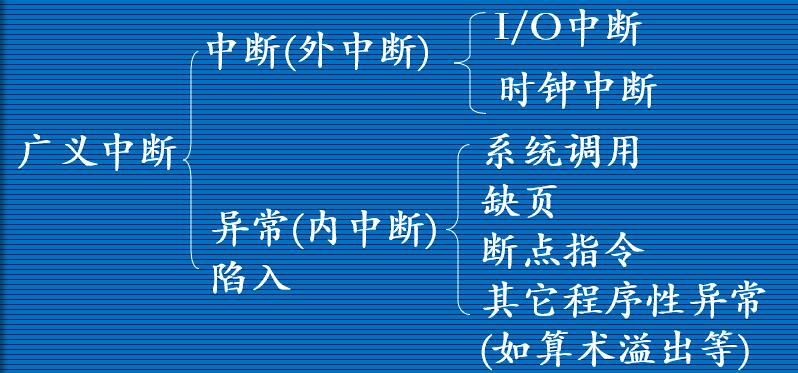 广义中断
中断(外中断)
I/O中断
时钟中断
异常(内中断)
陷入
系统调用
缺页
断点指令
其它程序性异常
(如算术溢出等)